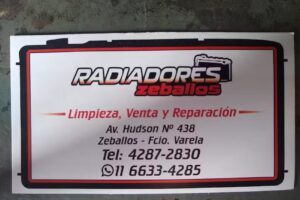 RADIADORES
zeballos
Limpieza, Venta y Reparación
Av. Hudson Nº 438
Zeballos - Fcio. Varela
Tel: 4287-2830
11 6633-4285